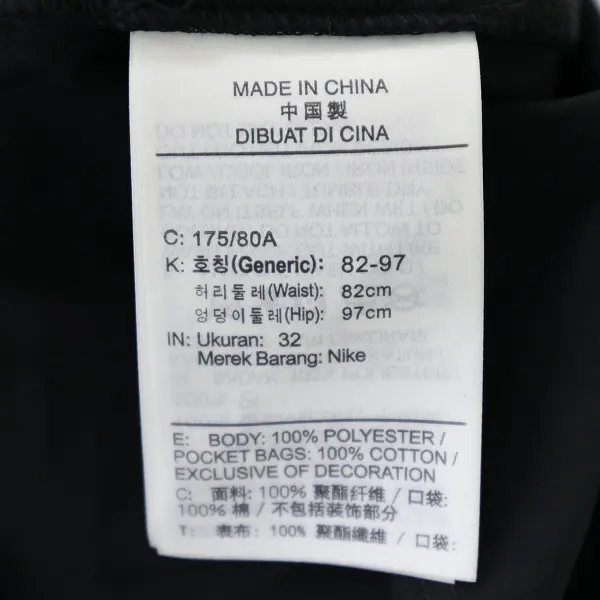 MADE IN CHINA
中国製
DIBUAT DI CINA
C: 175/80A
K: 호칭(Generic): 82-97
허리둘레(Waist): 82cm
엉덩이둘레(Hip): 97cm
IN: Ukuran: 32
Merek Barang: Nike
E: BODY: 100% POLYESTER /
POCKET BAGS: 100% COTTON /
EXCLUSIVE OF DECORATION
C: 面料: 100% 聚酯纤维 / 口袋:
100% 棉 / 不包括装饰部分
T: 表布: 100% 聚酯纖維 / 口袋: